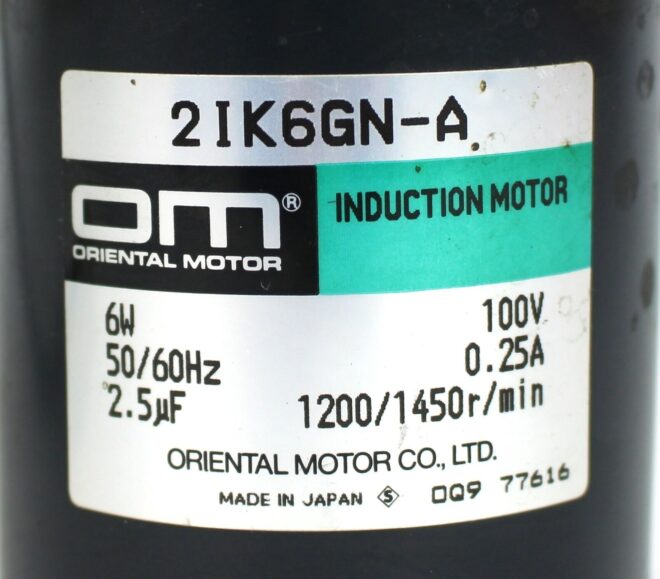 2IK6GN-A
OM®
ORIENTAL MOTOR
INDUCTION MOTOR
6W 100V
50/60Hz 0.25A
2.5μF 1200/1450r/min
ORIENTAL MOTOR CO., LTD.
MADE IN JAPAN S OQ9 77616